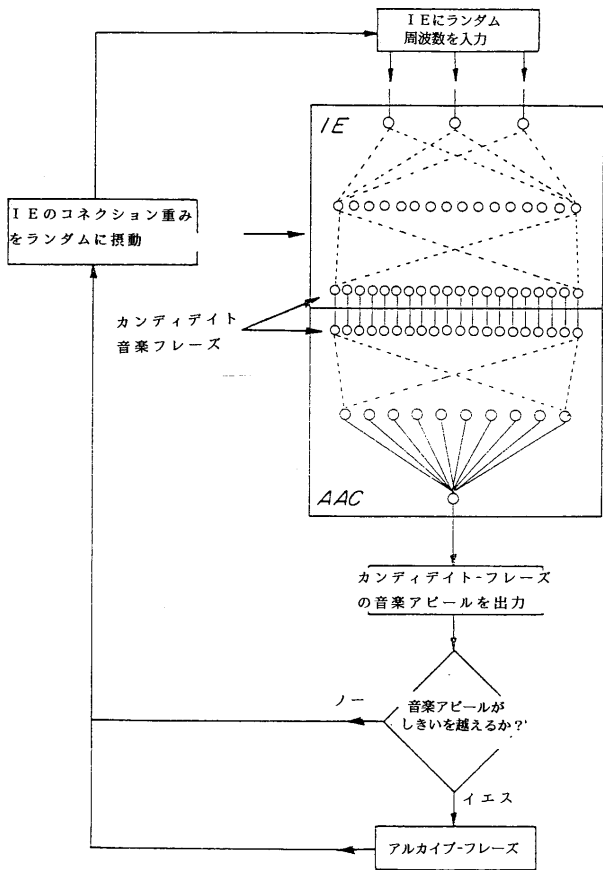 IEにランダム
周波数を入力
IE
IEのコネクション重み
をランダムに摂動
カンディデイト
音楽フレーズ
AAC
カンディデイト-フレーズ
の音楽アピールを出力
音楽アピールが
しきいを越えるか?
ノー
イエス
アルカイブ-フレーズ